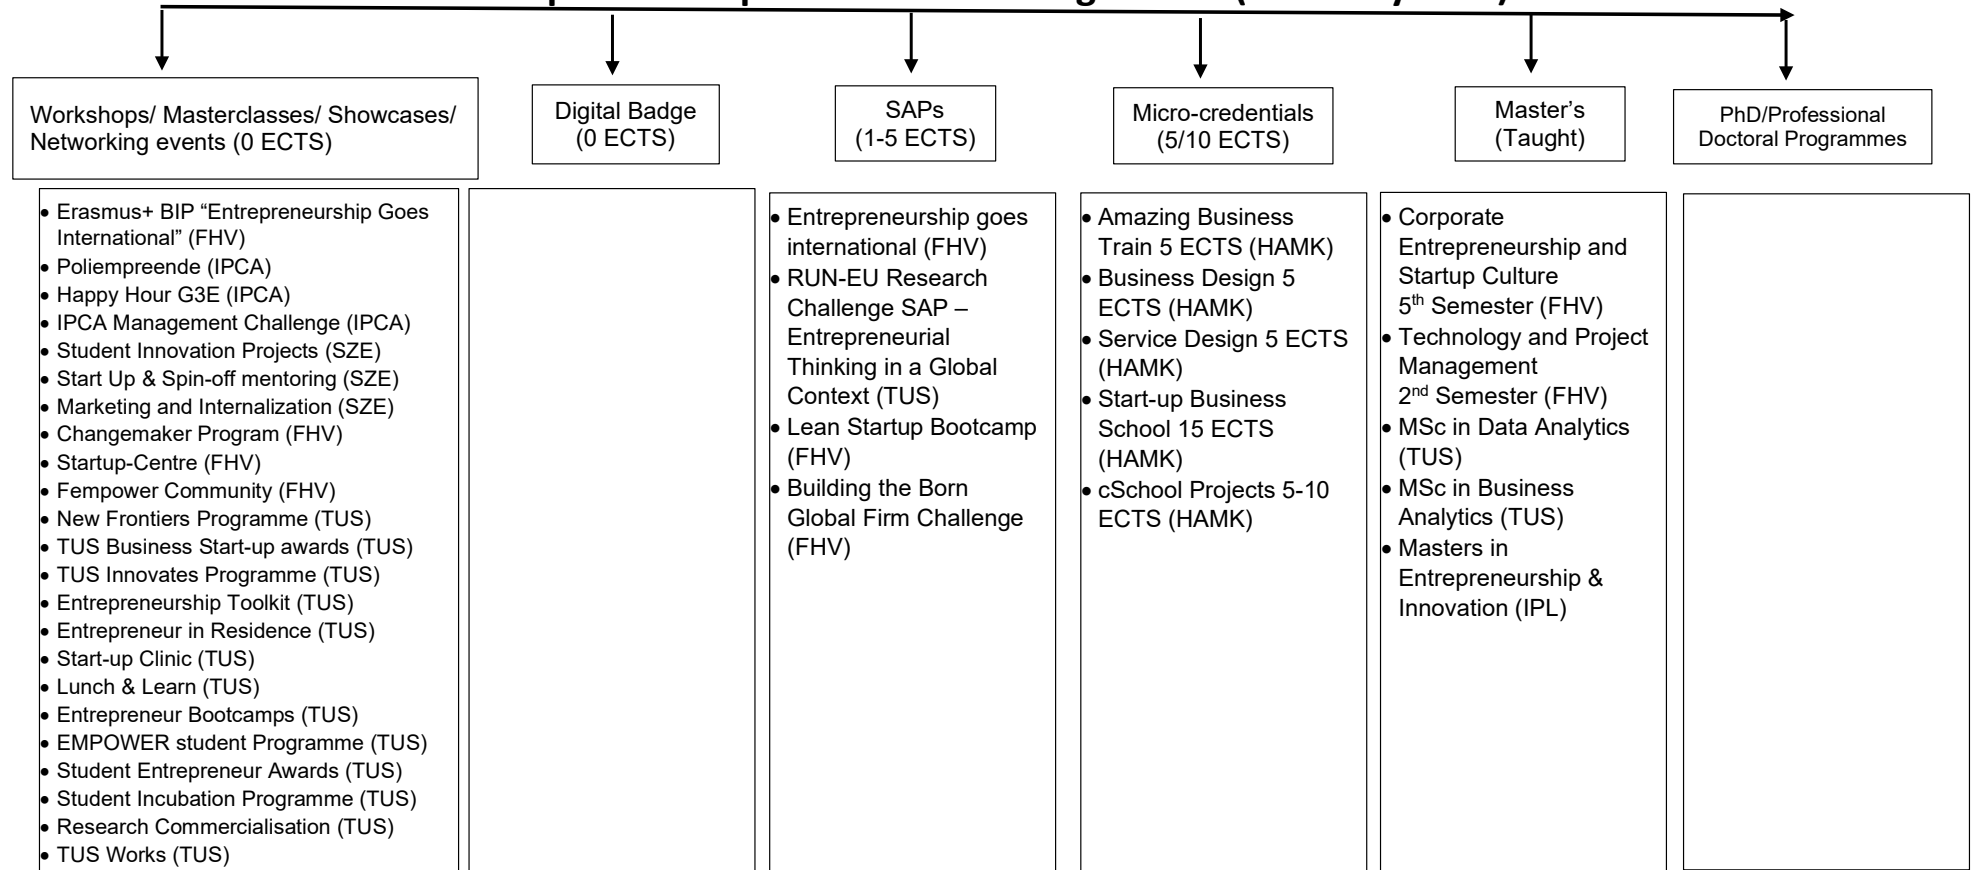 Workshops/ Masterclasses/ Showcases/
Networking events (0 ECTS)
Digital Badge
(0 ECTS)
SAPs
(1-5 ECTS)
Micro-credentials
(5/10 ECTS)
Master’s
(Taught)
PhD/Professional
Doctoral Programmes
• Erasmus+ BIP “Entrepreneurship Goes
International” (FHV)
• Poliempreende (IPCA)
• Happy Hour G3E (IPCA)
• IPCA Management Challenge (IPCA)
• Student Innovation Projects (SZE)
• Start Up & Spin-off mentoring (SZE)
• Marketing and Internalization (SZE)
• Changemaker Program (FHV)
• Startup-Centre (FHV)
• Fempower Community (FHV)
• New Frontiers Programme (TUS)
• TUS Business Start-up awards (TUS)
• TUS Innovates Programme (TUS)
• Entrepreneurship Toolkit (TUS)
• Entrepreneur in Residence (TUS)
• Start-up Clinic (TUS)
• Lunch & Learn (TUS)
• Entrepreneur Bootcamps (TUS)
• EMPOWER student Programme (TUS)
• Student Entrepreneur Awards (TUS)
• Student Incubation Programme (TUS)
• Research Commercialisation (TUS)
• TUS Works (TUS)
• Entrepreneurship goes
international (FHV)
• RUN-EU Research
Challenge SAP –
Entrepreneurial
Thinking in a Global
Context (TUS)
• Lean Startup Bootcamp
(FHV)
• Building the Born
Global Firm Challenge
(FHV)
• Amazing Business
Train 5 ECTS (HAMK)
• Business Design 5
ECTS (HAMK)
• Service Design 5 ECTS
(HAMK)
• Start-up Business
School 15 ECTS
(HAMK)
• cSchool Projects 5-10
ECTS (HAMK)
• Corporate
Entrepreneurship and
Startup Culture
5th Semester (FHV)
• Technology and Project
Management
2nd Semester (FHV)
• MSc in Data Analytics
(TUS)
• MSc in Business
Analytics (TUS)
• Masters in
Entrepreneurship &
Innovation (IPL)